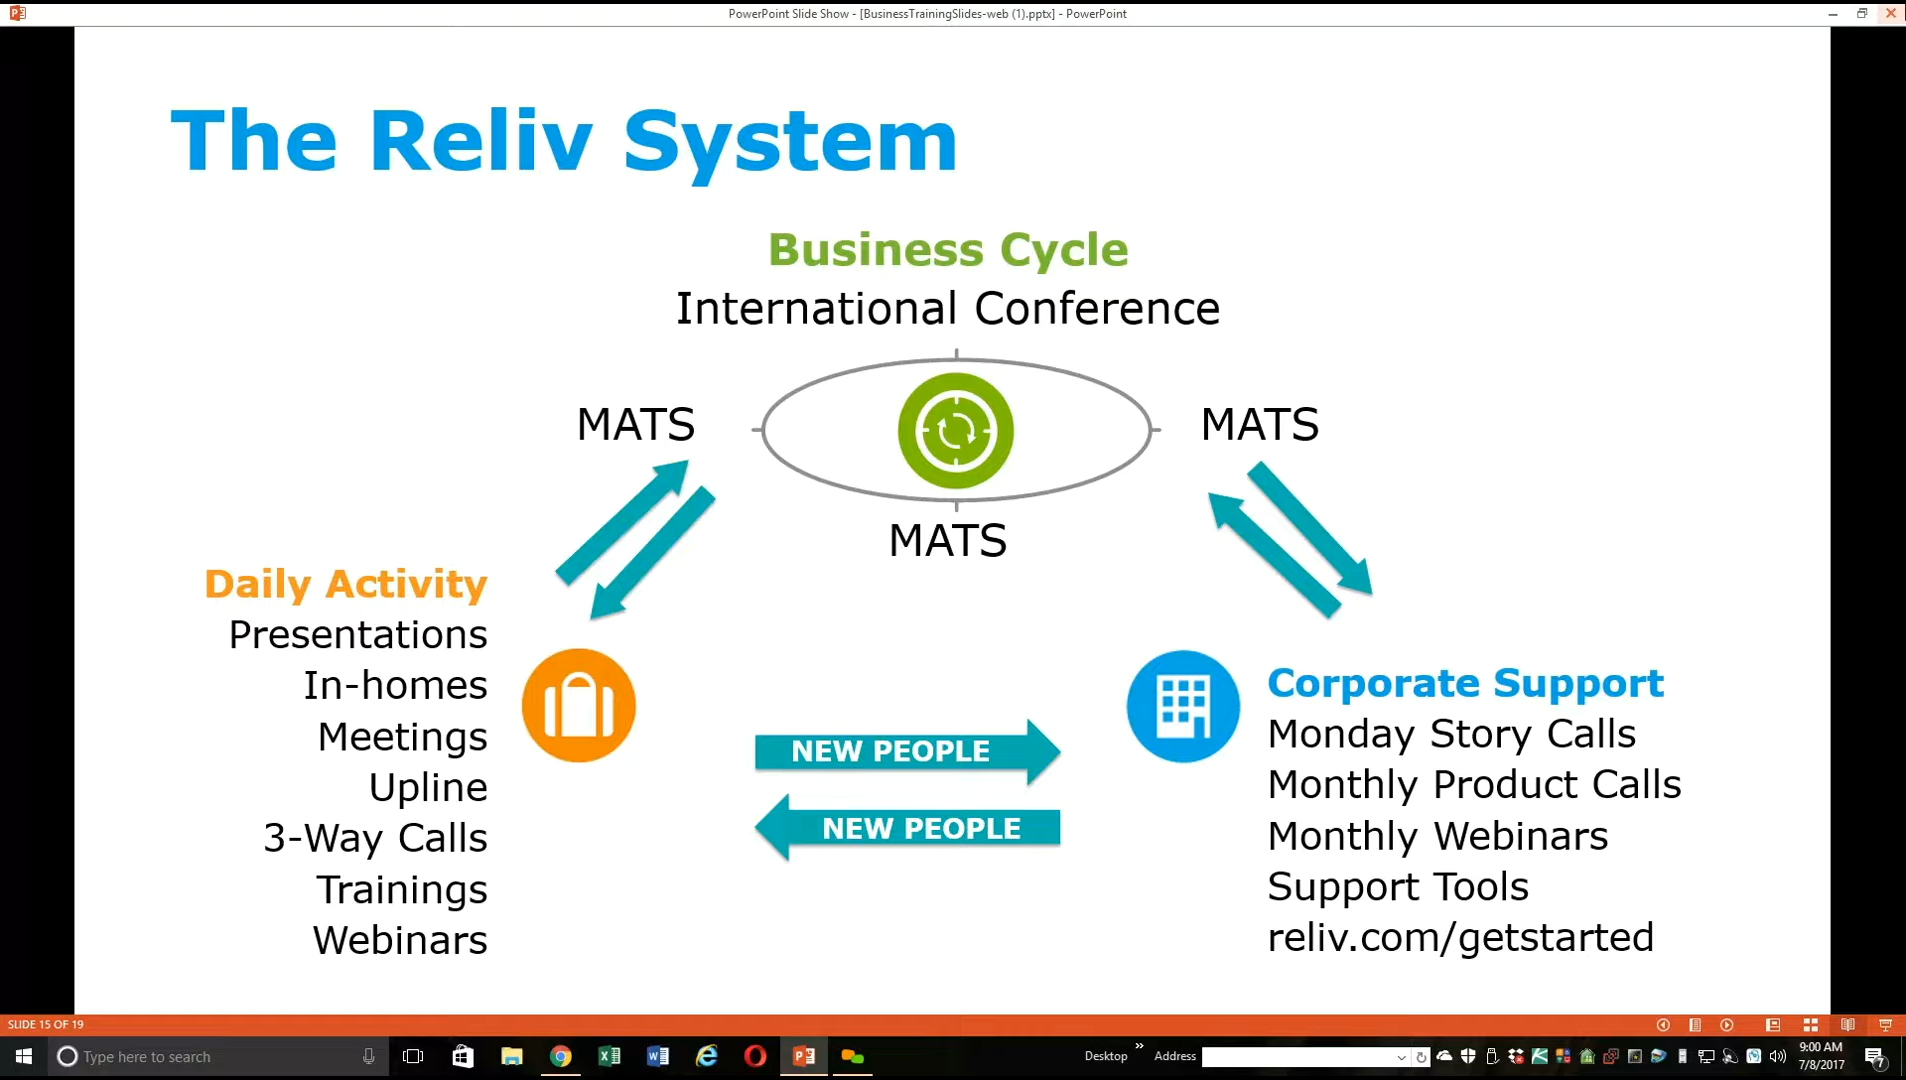 PowerPoint Slide Show - [BusinessTrainingSlides-web (1).pptx] - PowerPoint
The Reliv System
Business Cycle
International Conference
MATS
MATS
MATS
Daily Activity
Presentations
In-homes
Meetings
Upline
3-Way Calls
Trainings
Webinars
NEW PEOPLE
NEW PEOPLE
Corporate Support
Monday Story Calls
Monthly Product Calls
Monthly Webinars
Support Tools
reliv.com/getstarted
SLIDE 15 OF 19
Type here to search
Desktop
Address
9:00 AM
7/8/2017
7